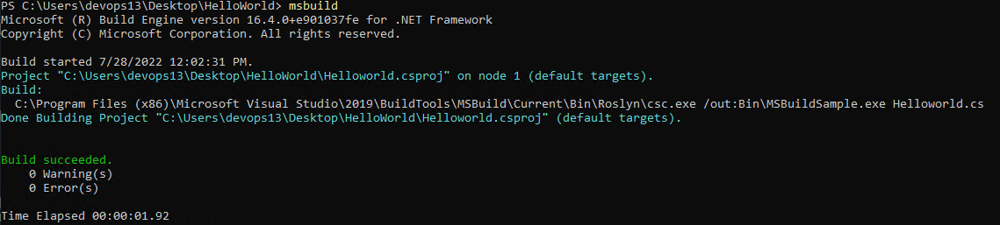 PS C:\Users\devops13\Desktop\HelloWorld> msbuild
Microsoft (R) Build Engine version 16.4.0+e901037fe for .NET Framework
Copyright (C) Microsoft Corporation. All rights reserved.
Build started 7/28/2022 12:02:31 PM.
Project "C:\Users\devops13\Desktop\HelloWorld\Helloworld.csproj" on node 1 (default targets).
Build:
C:\Program Files (x86)\Microsoft Visual Studio\2019\BuildTools\MSBuild\Current\Bin\Roslyn\csc.exe /out:Bin\MSBuildSample.exe Helloworld.cs
Done Building Project "C:\Users\devops13\Desktop\HelloWorld\Helloworld.csproj" (default targets).
Build succeeded.
0 Warning(s)
0 Error(s)
Time Elapsed 00:00:01.92